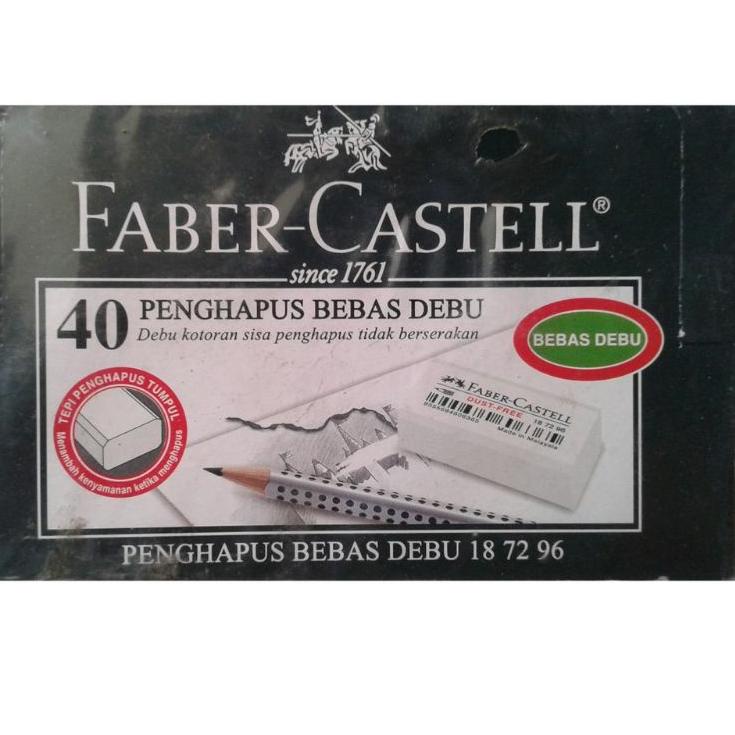 FABER-CASTELL®
since 1761
40 PENGHAPUS BEBAS DEBU
Debu kotoran sisa penghapus tidak berserakan
BEBAS DEBU
TEPI PENGHAPUS TUMPUL
Menambah kenyamanan ketika menghapus
FABER-CASTELL
DUST-FREE
18 72 96
Made in Malaysia
PENGHAPUS BEBAS DEBU 18 72 96